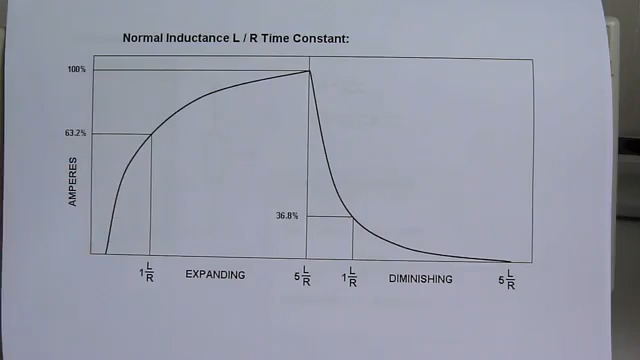 Normal Inductance L / R Time Constant:
100%
63.2%
AMPERES
36.8%
1 L/R EXPANDING 5 L/R 1 L/R DIMINISHING 5 L/R